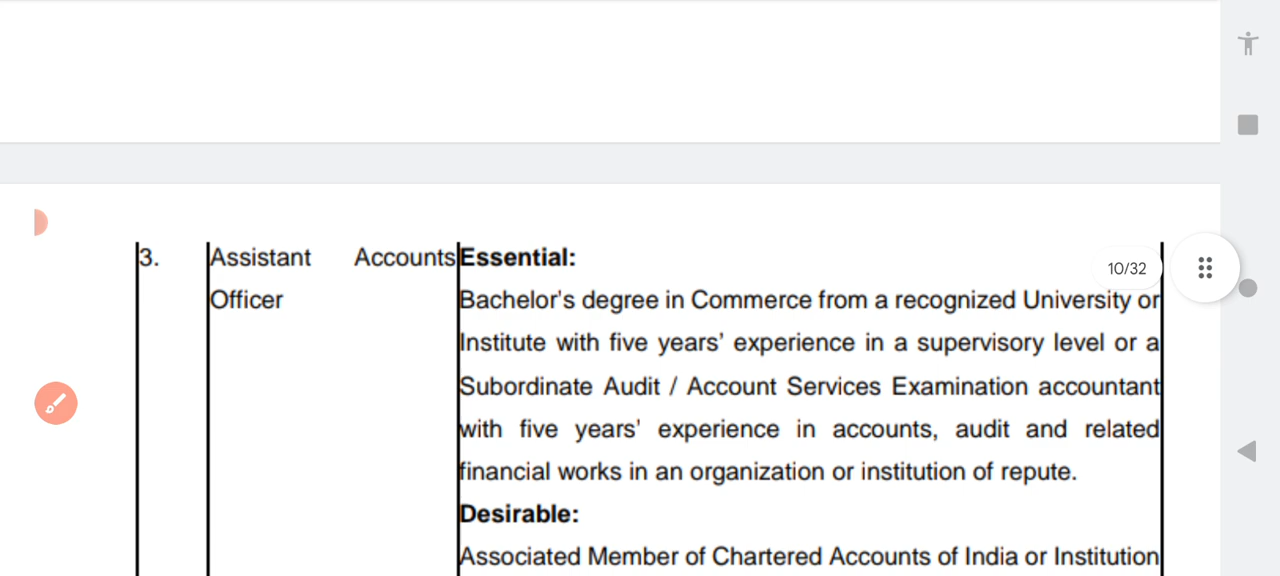 3. Assistant Accounts Essential:
10/32
Officer Bachelor's degree in Commerce from a recognized University or
Institute with five years' experience in a supervisory level or a
Subordinate Audit / Account Services Examination accountant
with five years' experience in accounts, audit and related
financial works in an organization or institution of repute.
Desirable:
Associated Member of Chartered Accounts of India or Institution